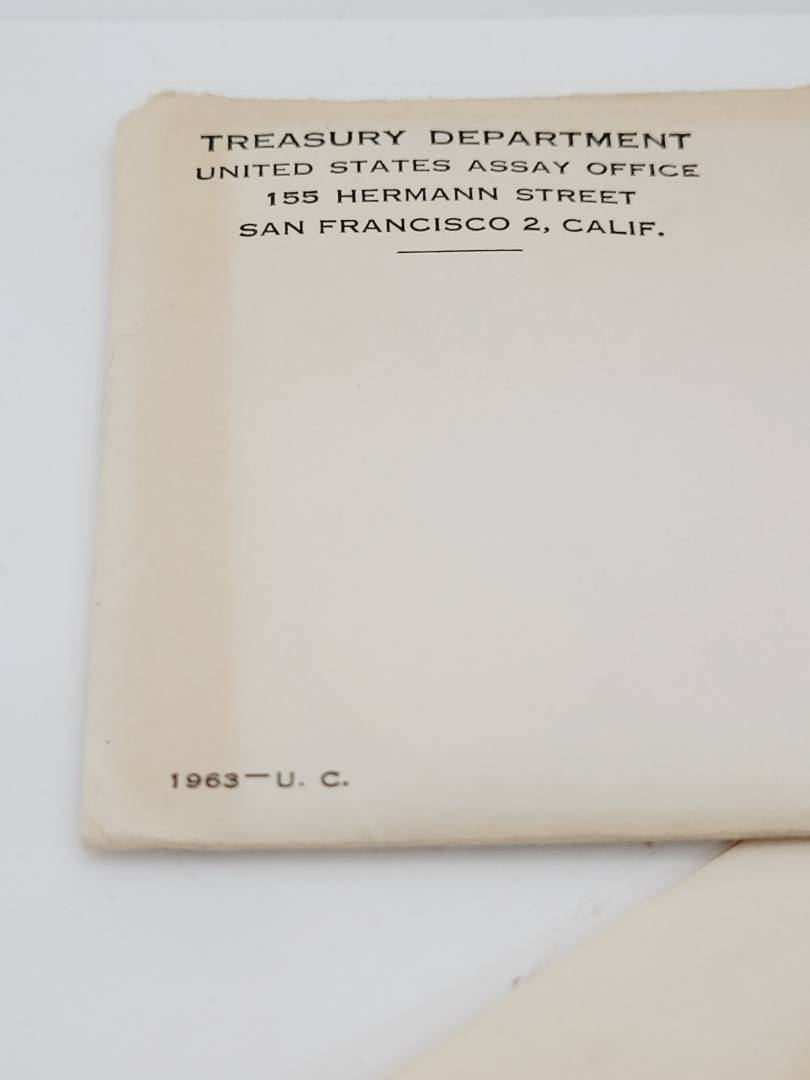 TREASURY DEPARTMENT
UNITED STATES ASSAY OFFICE
155 HERMANN STREET
SAN FRANCISCO 2, CALIF.
1963—U. C.